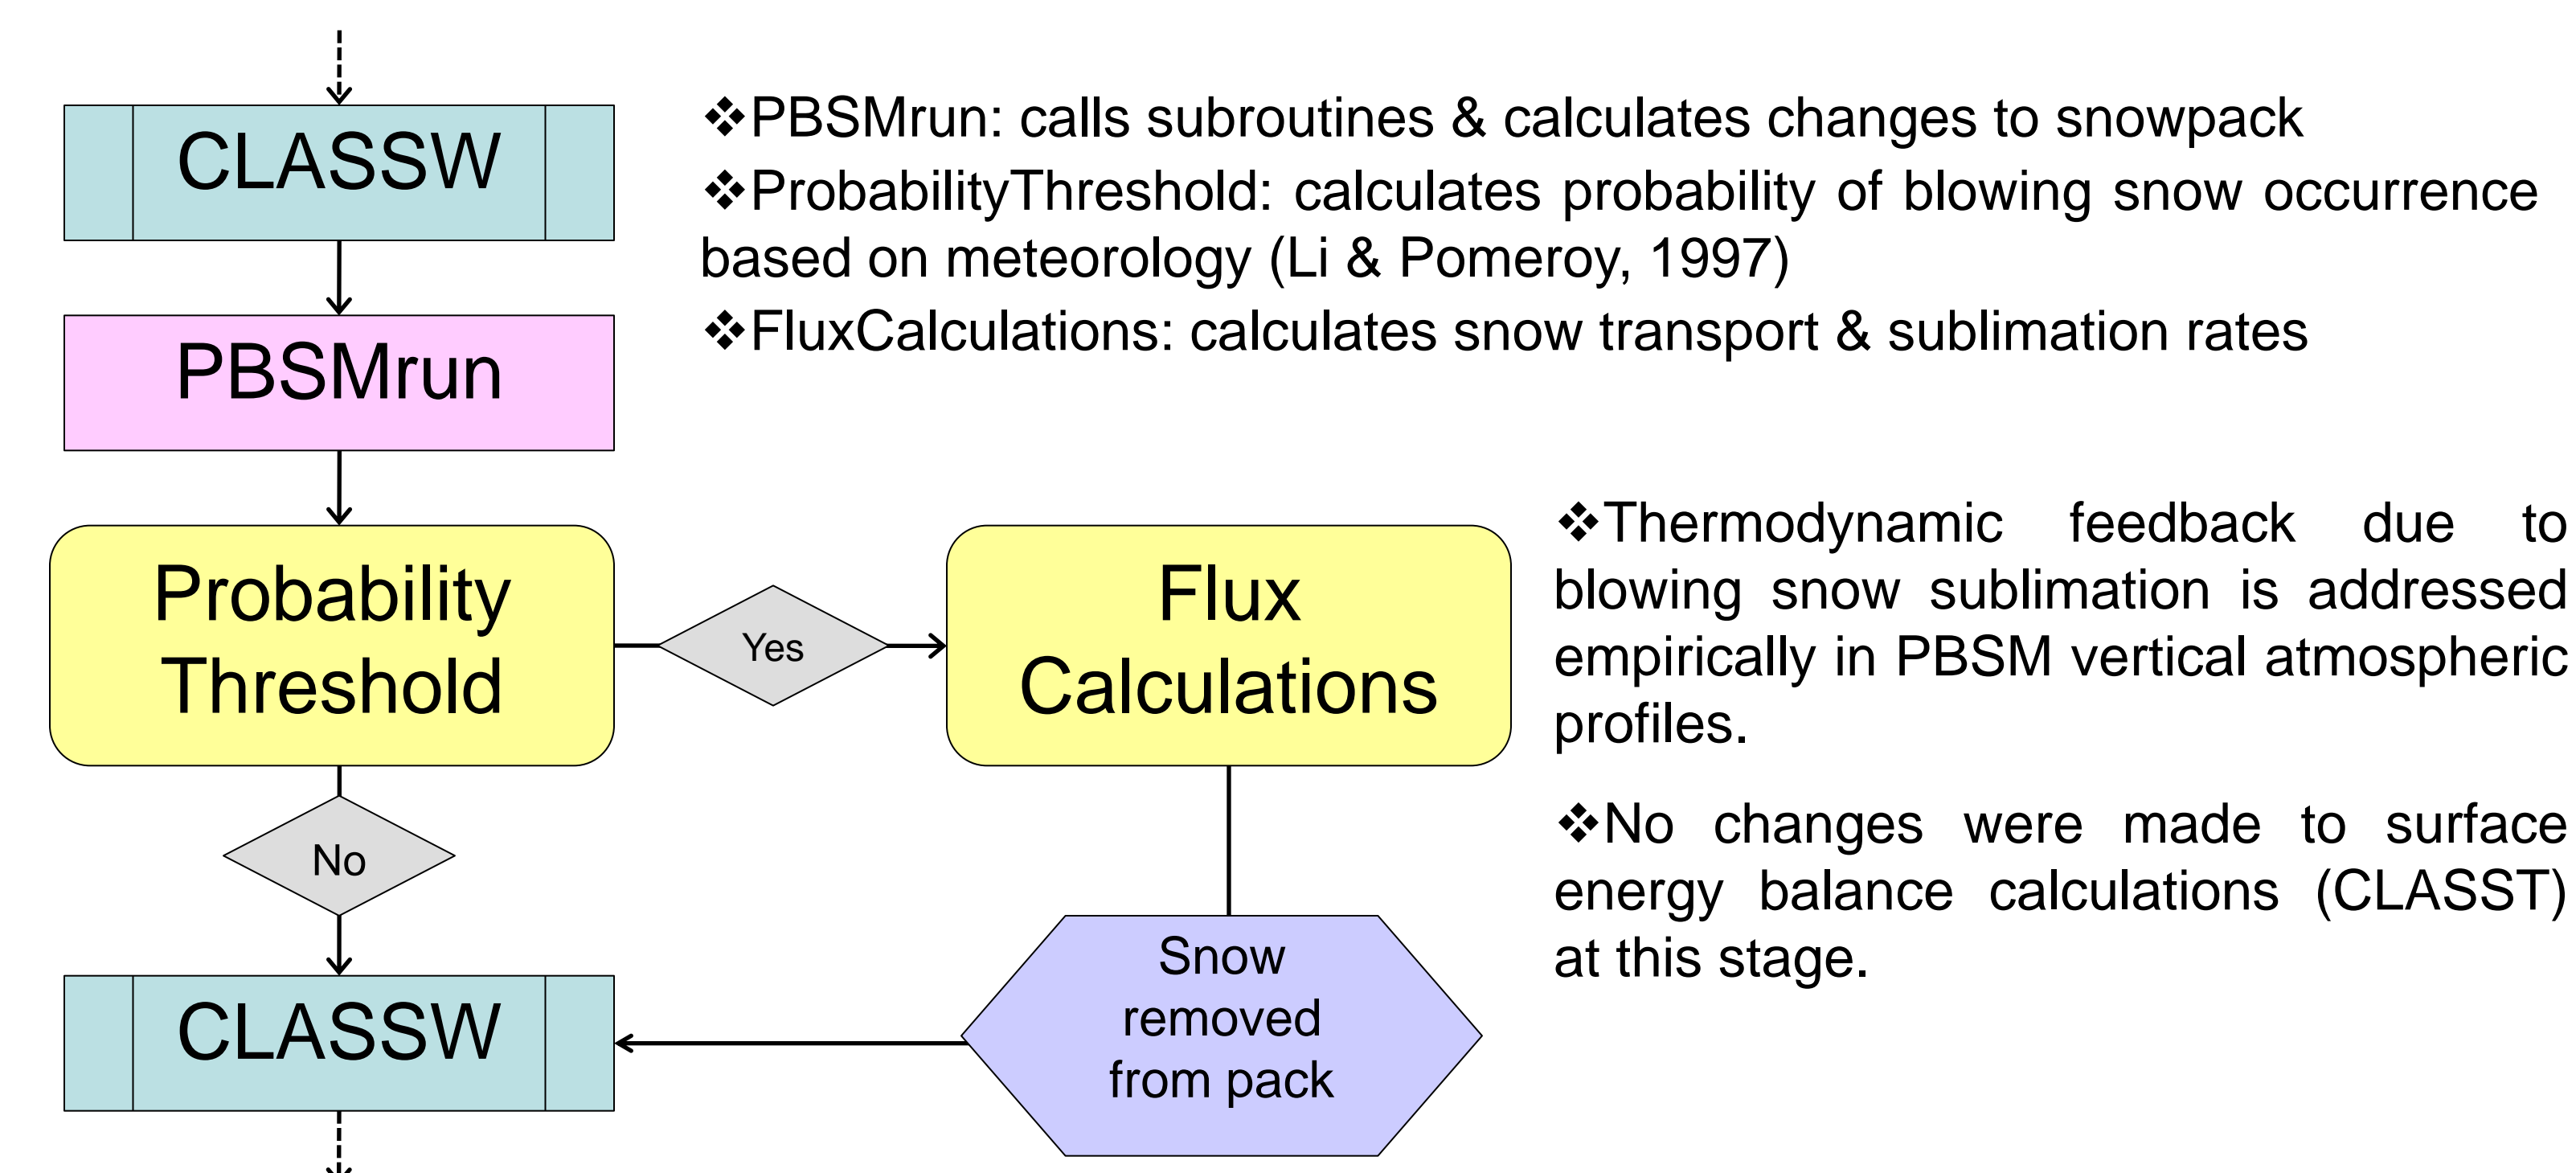 CLASSW
❖PBSMrun: calls subroutines & calculates changes to snowpack
❖ProbabilityThreshold: calculates probability of blowing snow occurrence
based on meteorology (Li & Pomeroy, 1997)
❖FluxCalculations: calculates snow transport & sublimation rates
PBSMrun
Probability
Threshold
Yes
Flux
Calculations
❖Thermodynamic feedback due to
blowing snow sublimation is addressed
empirically in PBSM vertical atmospheric
profiles.
❖No changes were made to surface
energy balance calculations (CLASST)
at this stage.
No
CLASSW
Snow
removed
from pack